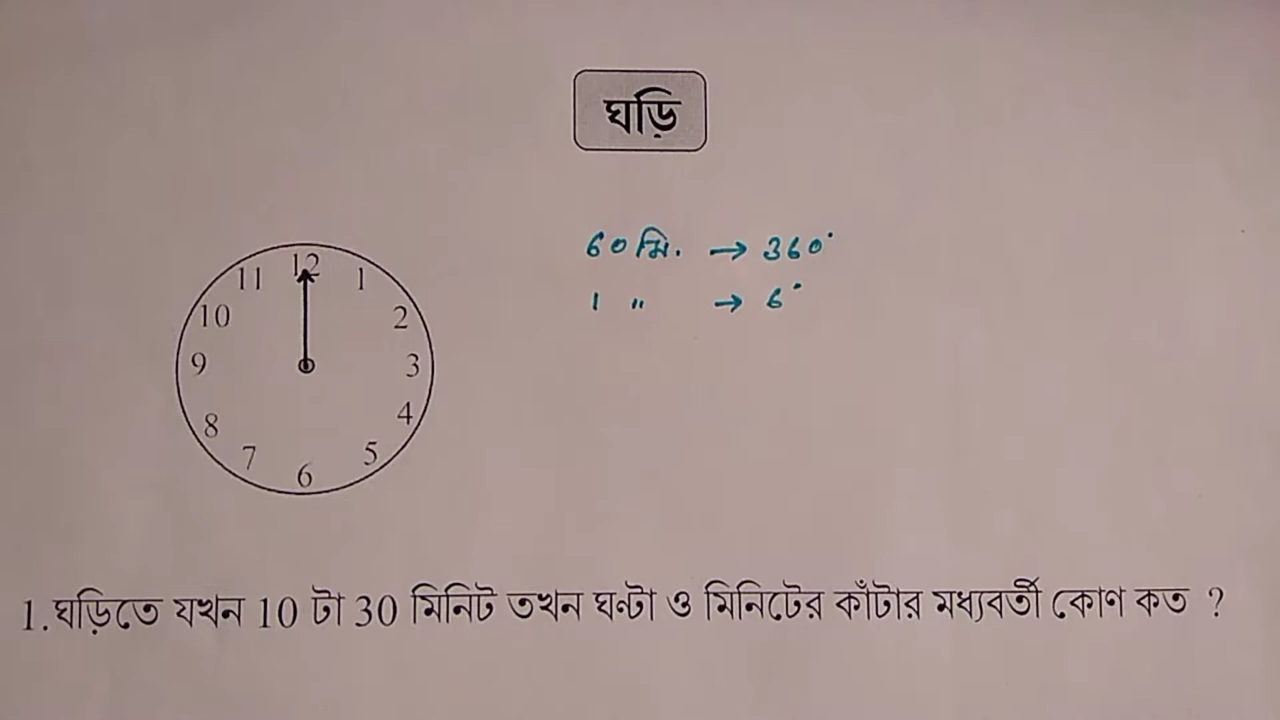 ঘড়ি
60 মি. → 360°
1 " → 6°
12
11 1
10 2
9 3
8 4
7 5
6
1. ঘড়িতে যখন 10 টা 30 মিনিট তখন ঘন্টা ও মিনিটের কাঁটার মধ্যবর্তী কোণ কত ?